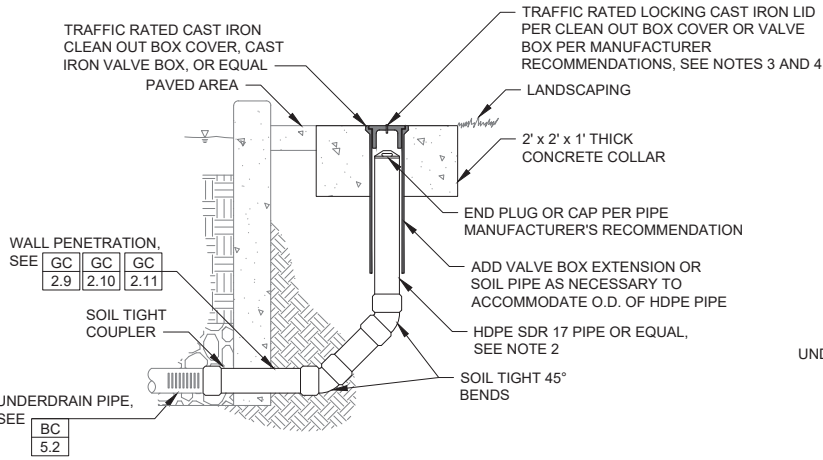 TRAFFIC RATED CAST IRON
CLEAN OUT BOX COVER, CAST
IRON VALVE BOX, OR EQUAL
PAVED AREA
TRAFFIC RATED LOCKING CAST IRON LID
PER CLEAN OUT BOX COVER OR VALVE
BOX PER MANUFACTURER
RECOMMENDATIONS, SEE NOTES 3 AND 4
LANDSCAPING
2' x 2' x 1' THICK
CONCRETE COLLAR
END PLUG OR CAP PER PIPE
MANUFACTURER'S RECOMMENDATION
WALL PENETRATION,
SEE GC GC GC
2.9 2.10 2.11
ADD VALVE BOX EXTENSION OR
SOIL PIPE AS NECESSARY TO
ACCOMMODATE O.D. OF HDPE PIPE
SOIL TIGHT
COUPLER
HDPE SDR 17 PIPE OR EQUAL,
SEE NOTE 2
SOIL TIGHT 45°
BENDS
UNDERDRAIN PIPE,
SEE BC
5.2
UND